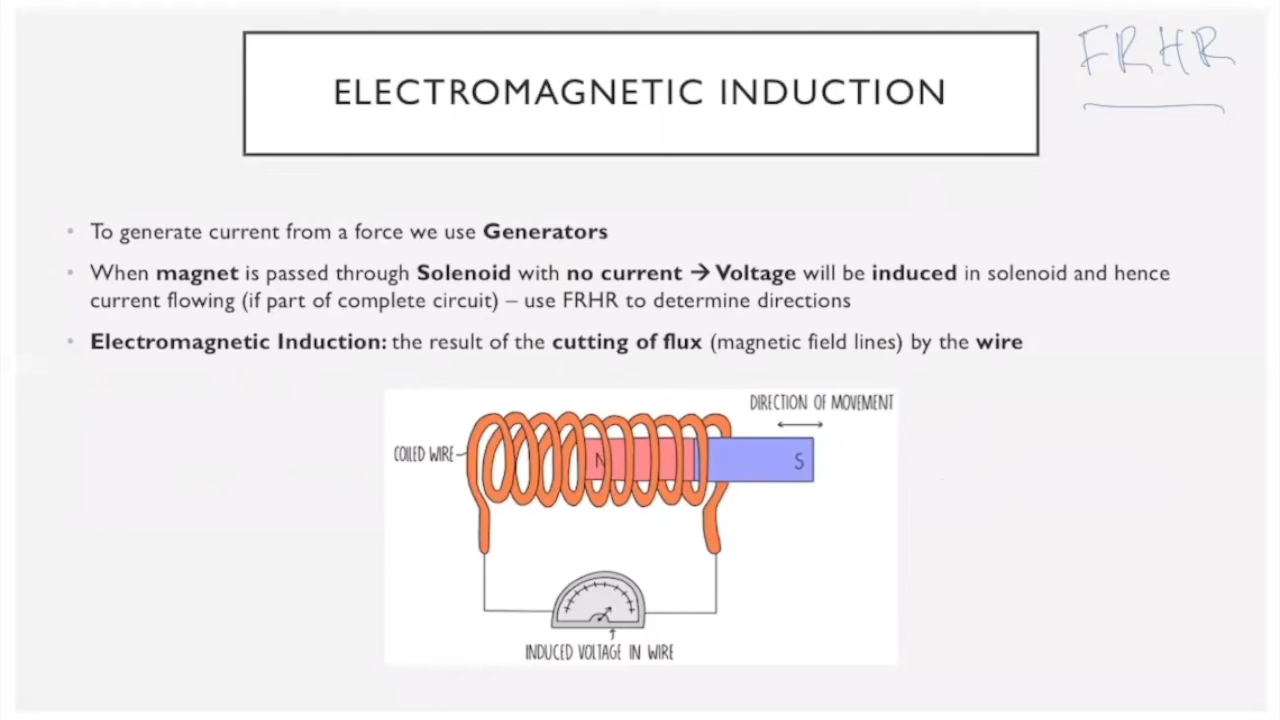 FRHR
ELECTROMAGNETIC INDUCTION
• To generate current from a force we use Generators
• When magnet is passed through Solenoid with no current → Voltage will be induced in solenoid and hence
current flowing (if part of complete circuit) – use FRHR to determine directions
• Electromagnetic Induction: the result of the cutting of flux (magnetic field lines) by the wire
DIRECTION OF MOVEMENT
COILED WIRE
N
S
INDUCED VOLTAGE IN WIRE